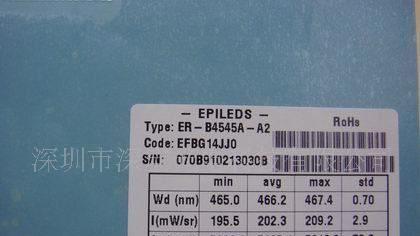 — EPILEDS —
Type: ER-B4545A-A2
RoHs
Code: EFBG14JJ0
S/N: 070B910213030B
深圳市深
min avg max std
Wd (nm) 465.0 466.2 467.4 0.70
I(mW/sr) 195.5 202.3 209.2 2.9